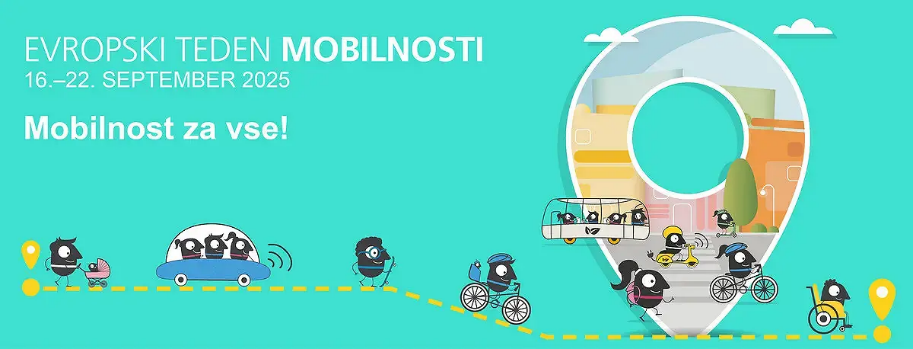 EVROPSKI TEDEN MOBILNOSTI
16.–22. SEPTEMBER 2025
Mobilnost za vse!